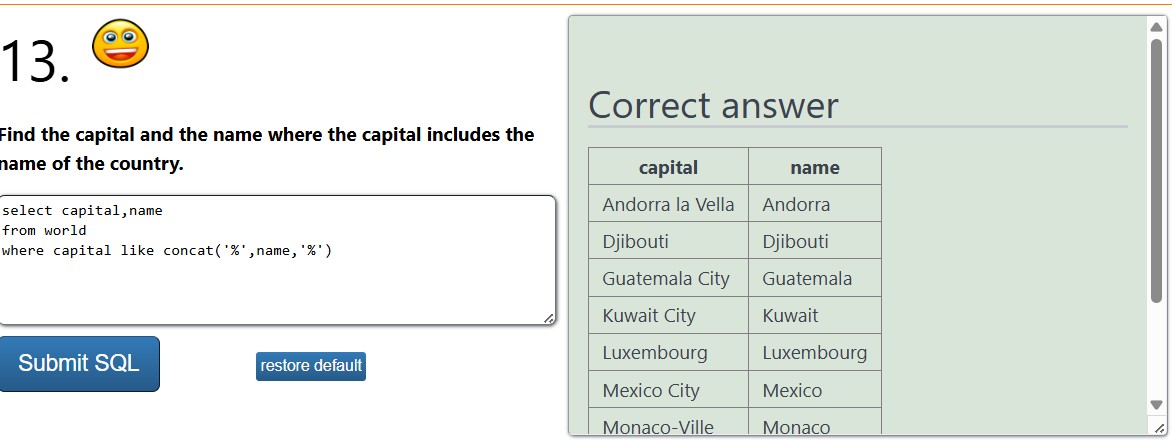 13.
Find the capital and the name where the capital includes the
name of the country.
select capital,name
from world
where capital like concat('%',name,'%')
Submit SQL
restore default
Correct answer
capital name
Andorra la Vella Andorra
Djibouti Djibouti
Guatemala City Guatemala
Kuwait City Kuwait
Luxembourg Luxembourg
Mexico City Mexico
Monaco-Ville Monaco